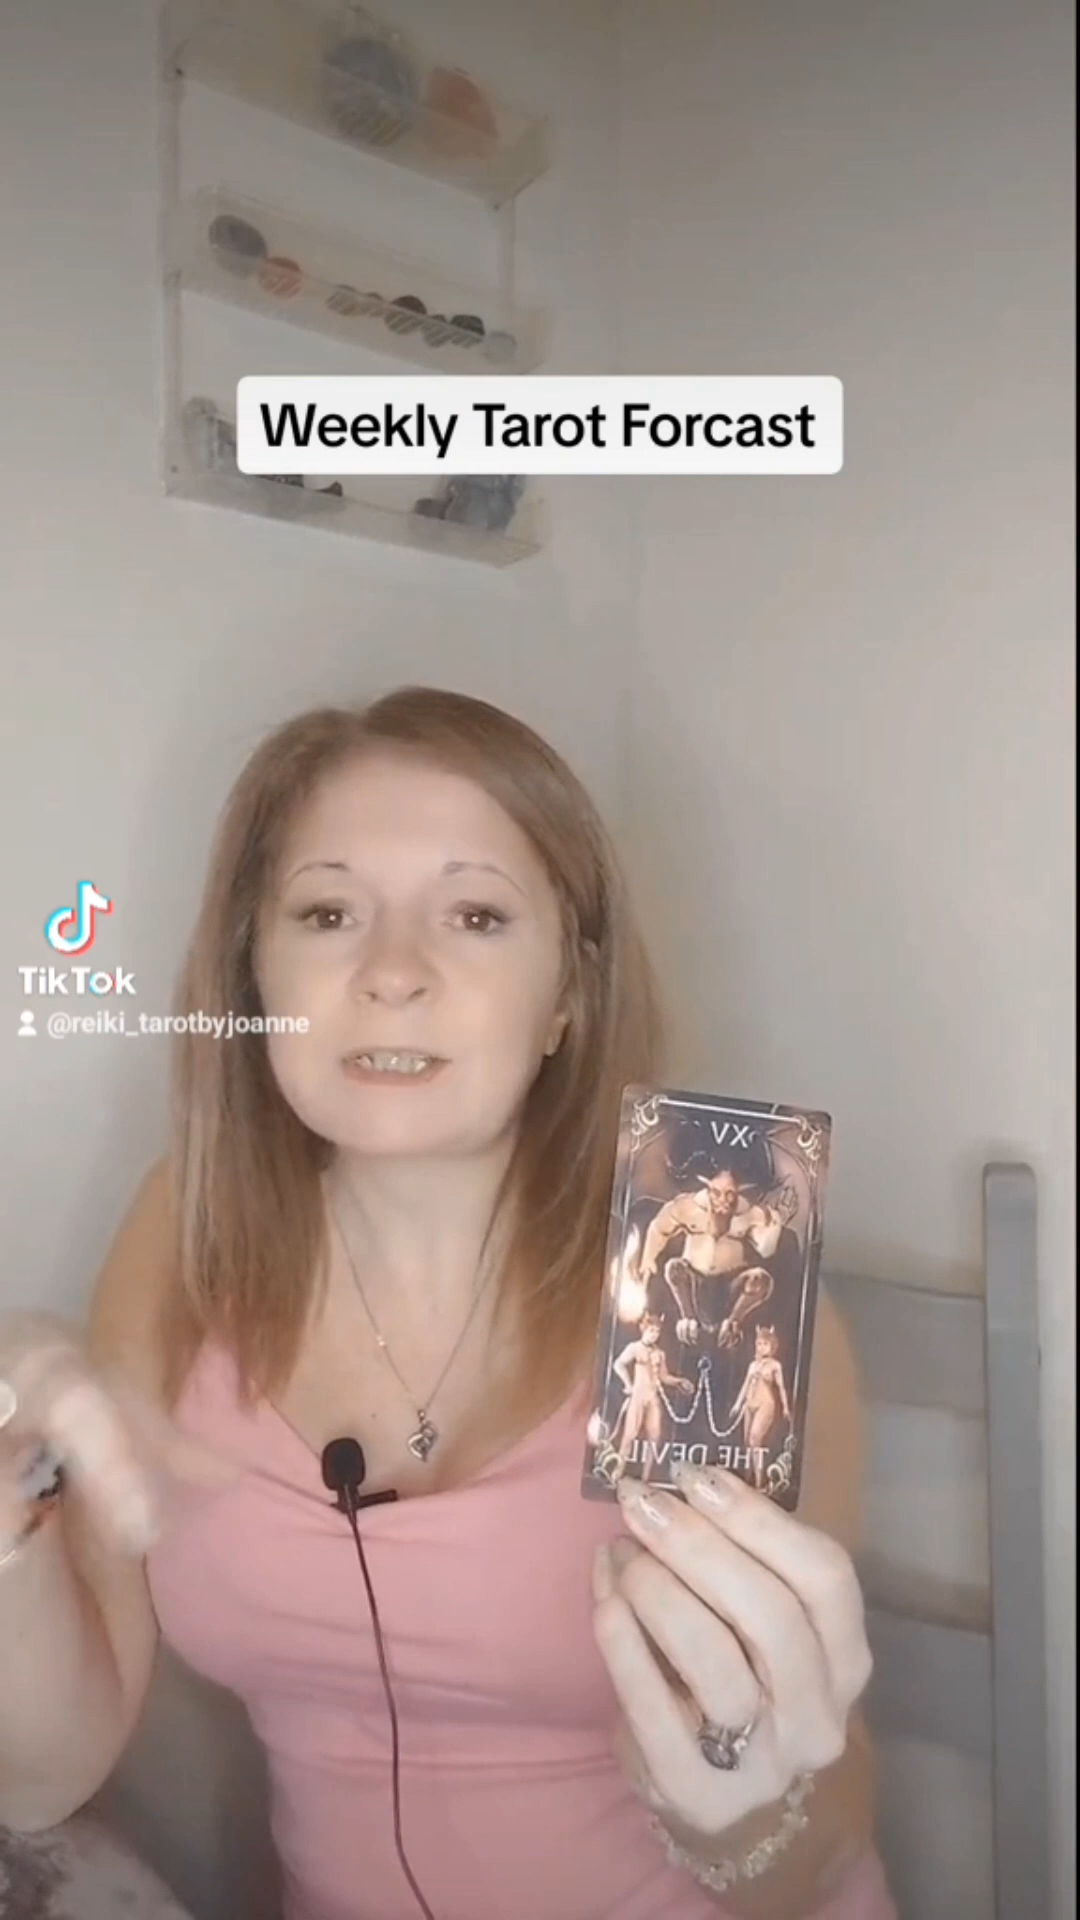 Weekly Tarot Forcast
TikTok
@reiki_tarotbyjoanne
XV
THE DEVIL